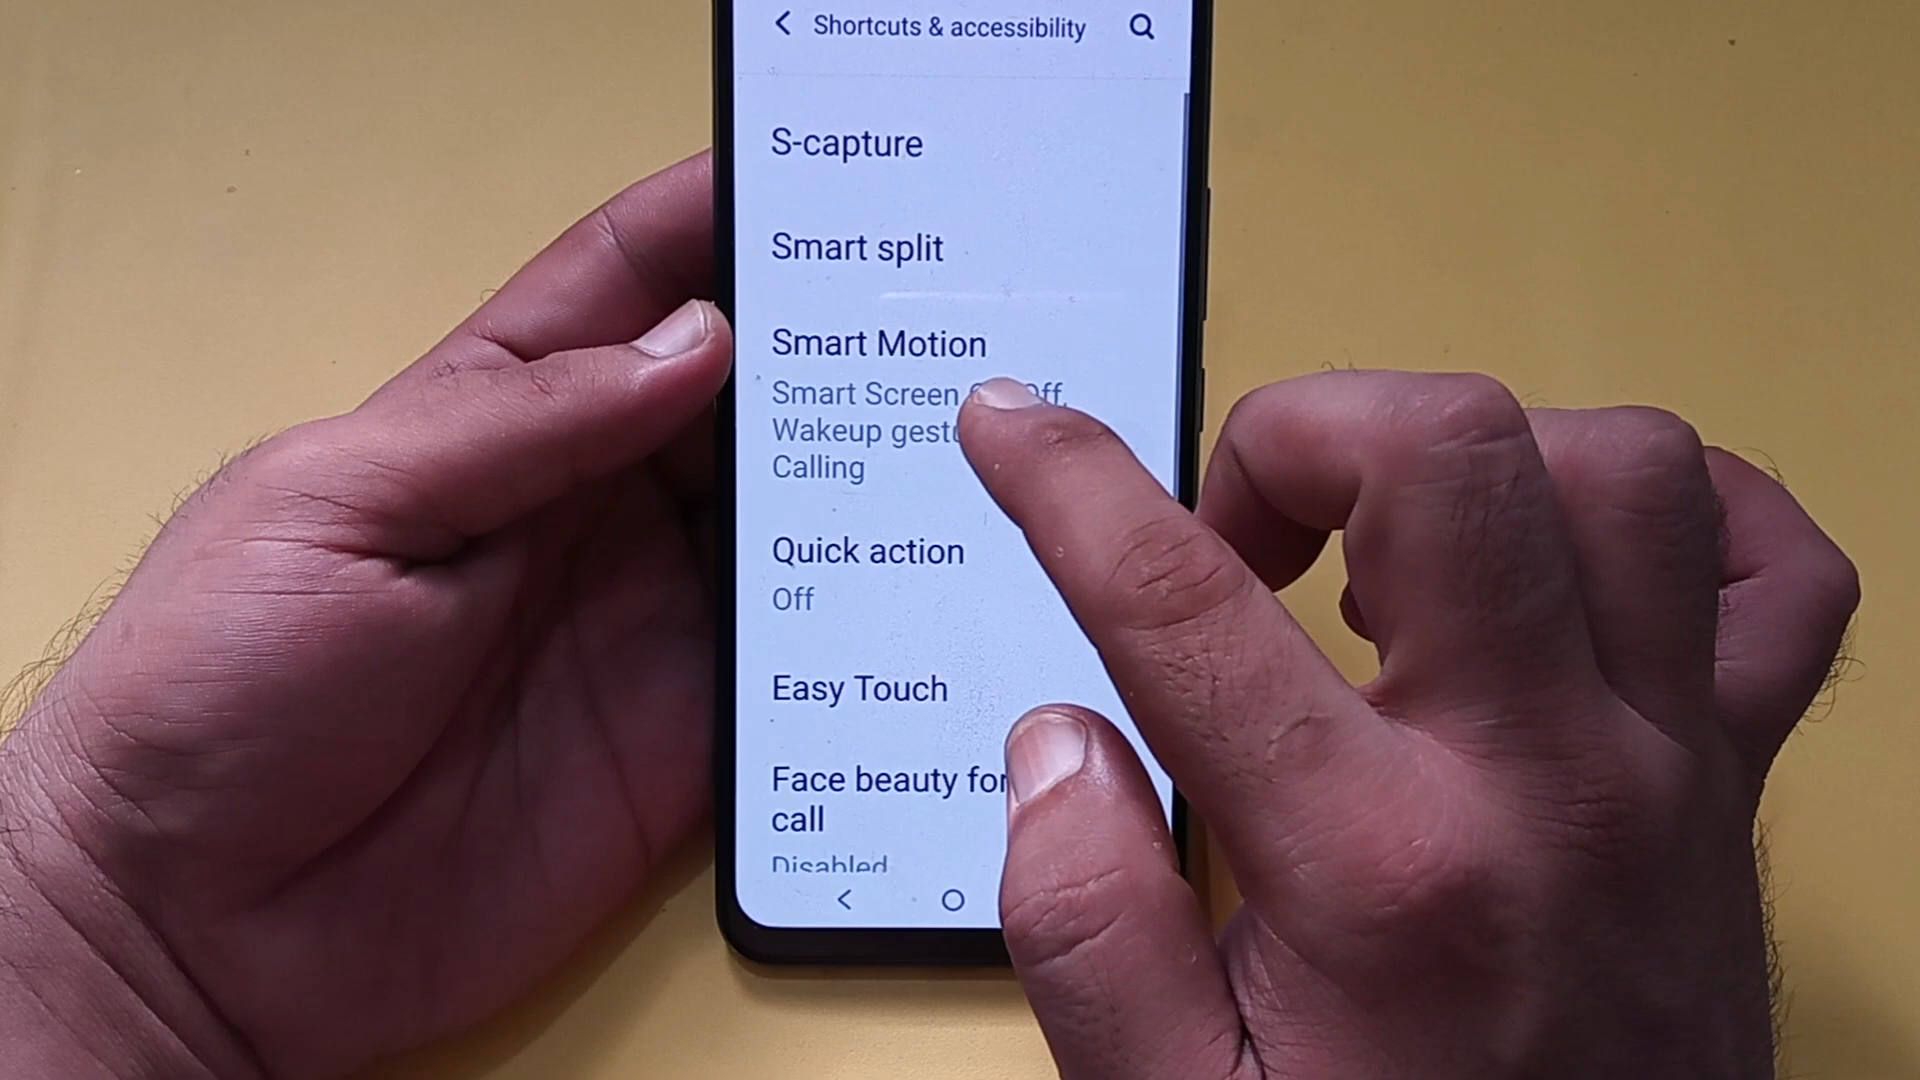 Shortcuts & accessibility
S-capture
Smart split
Smart Motion
Smart Screen
Wakeup
Calling
Quick action
Off
Easy Touch
Face beauty for
call
Disabled